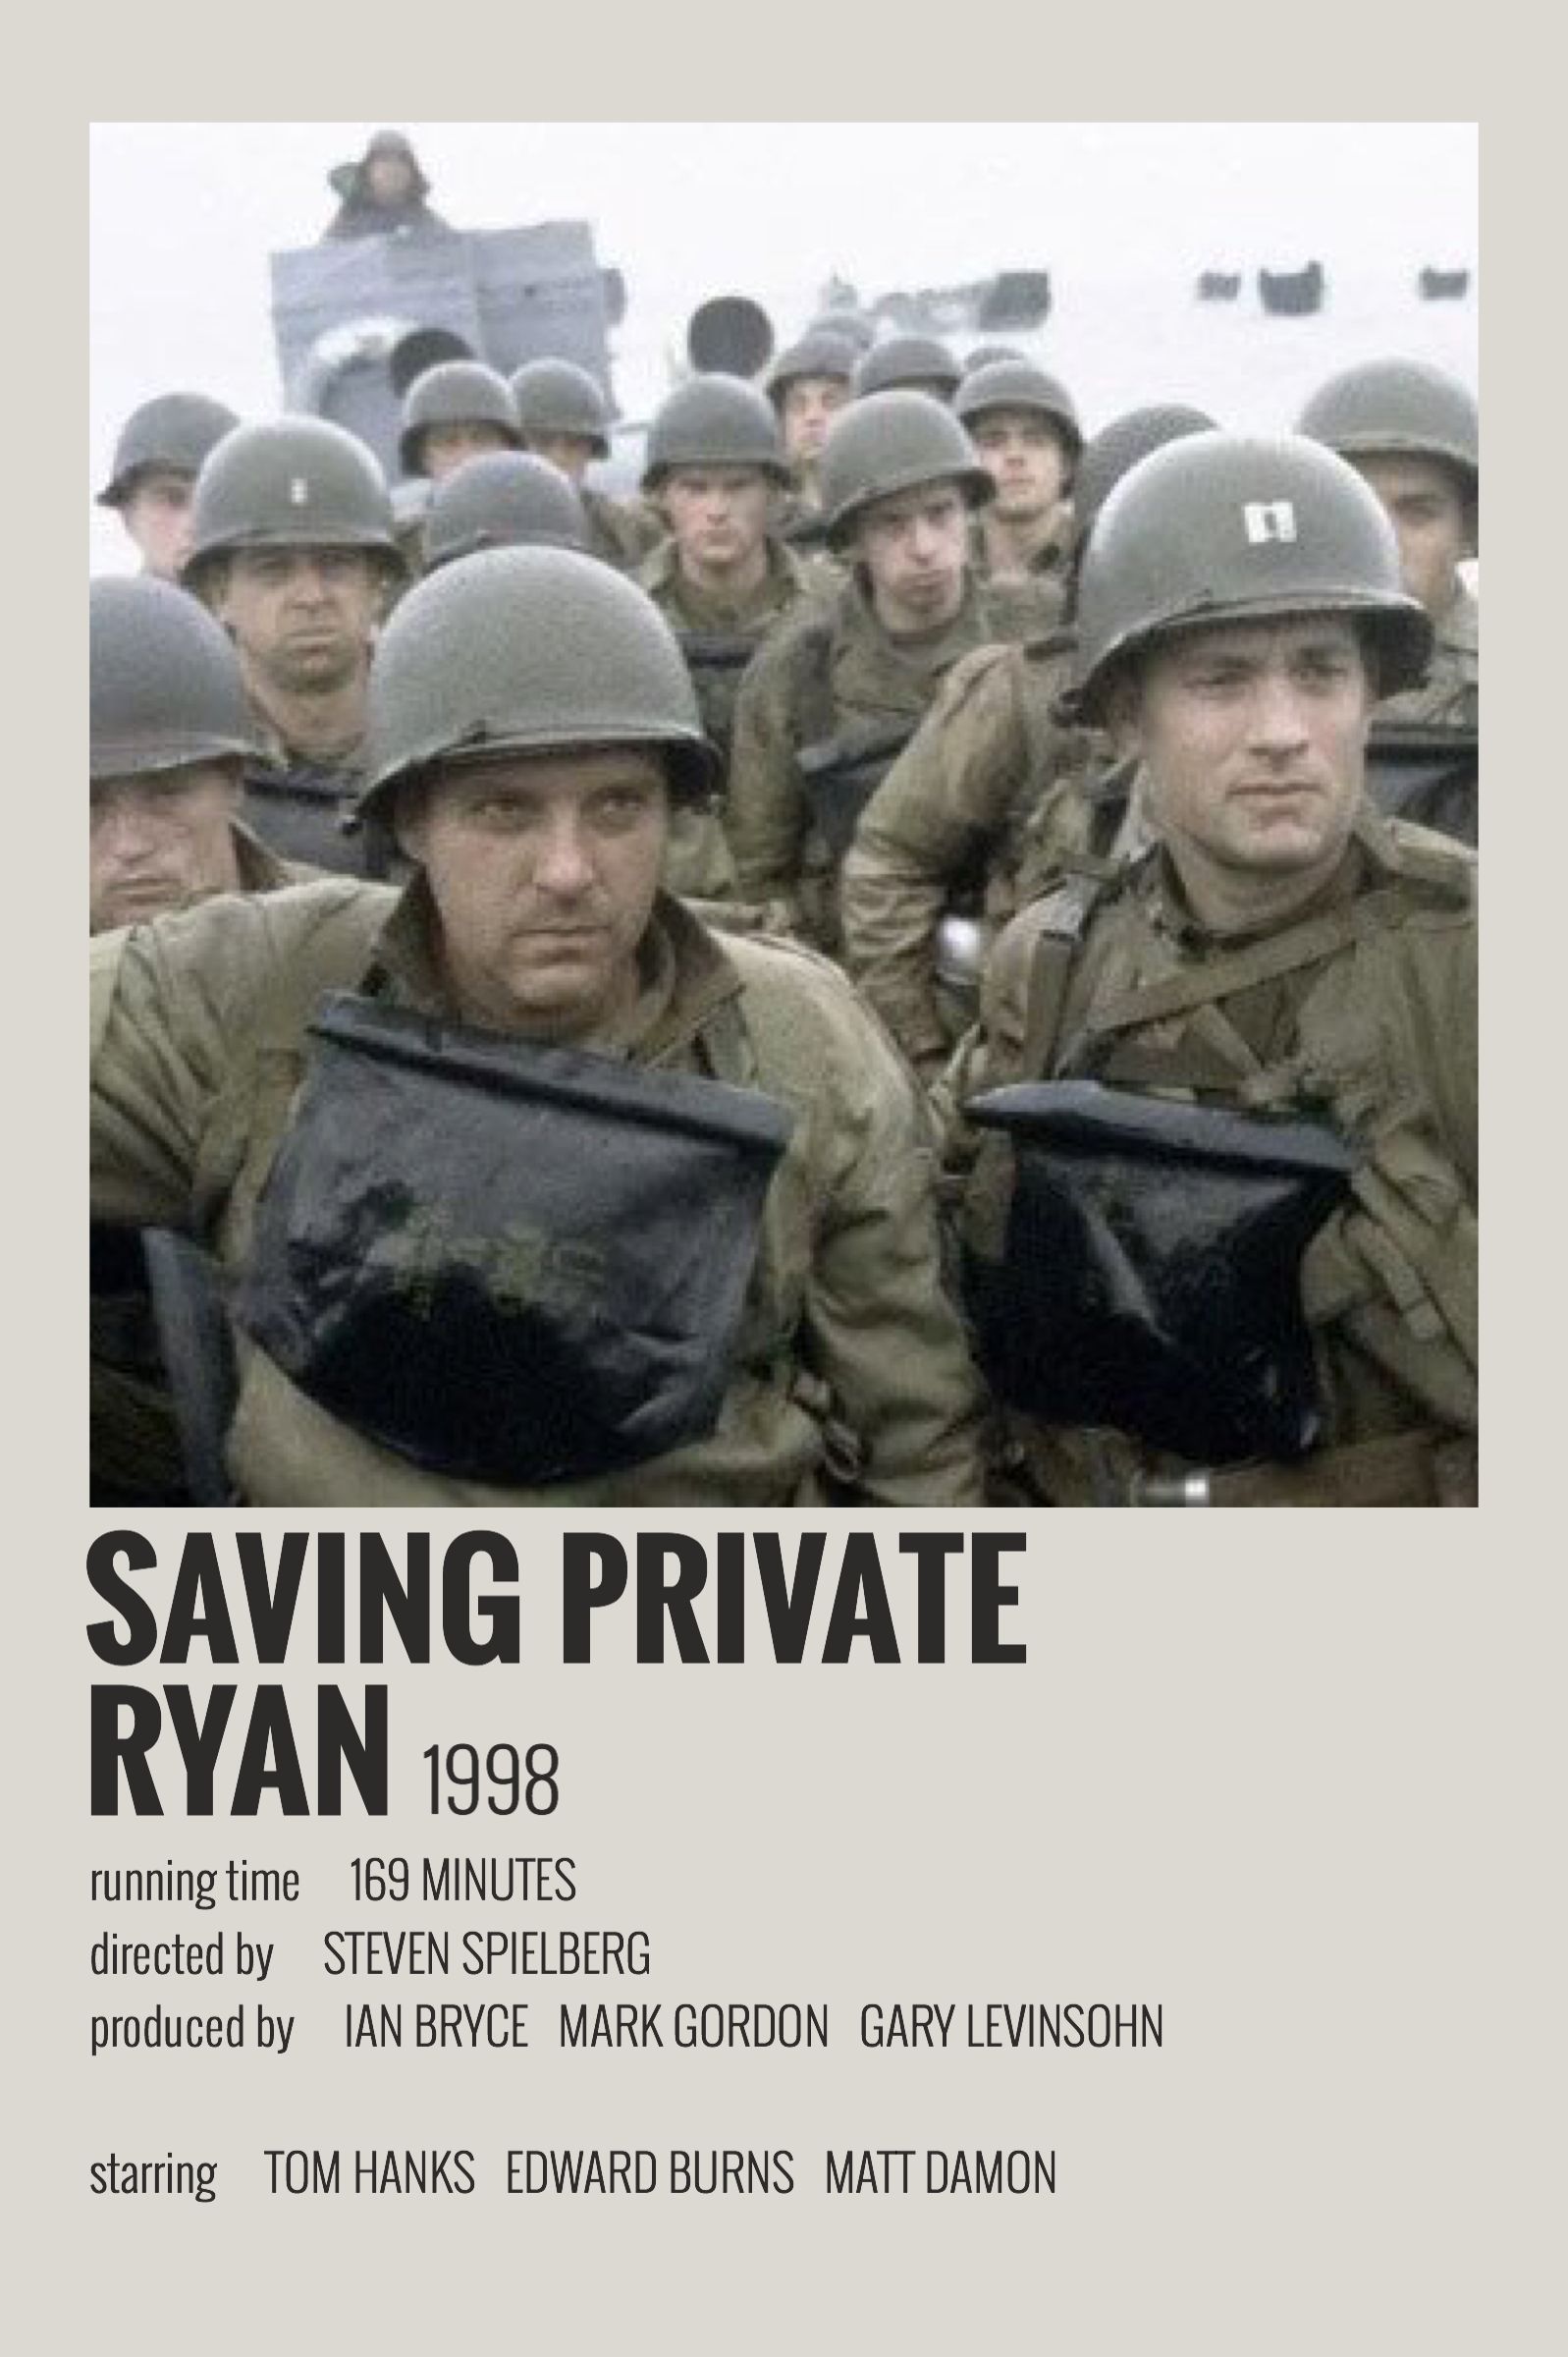 SAVING PRIVATE
RYAN 1998
running time 169 MINUTES
directed by STEVEN SPIELBERG
produced by IAN BRYCE MARK GORDON GARY LEVINSOHN
starring TOM HANKS EDWARD BURNS MATT DAMON